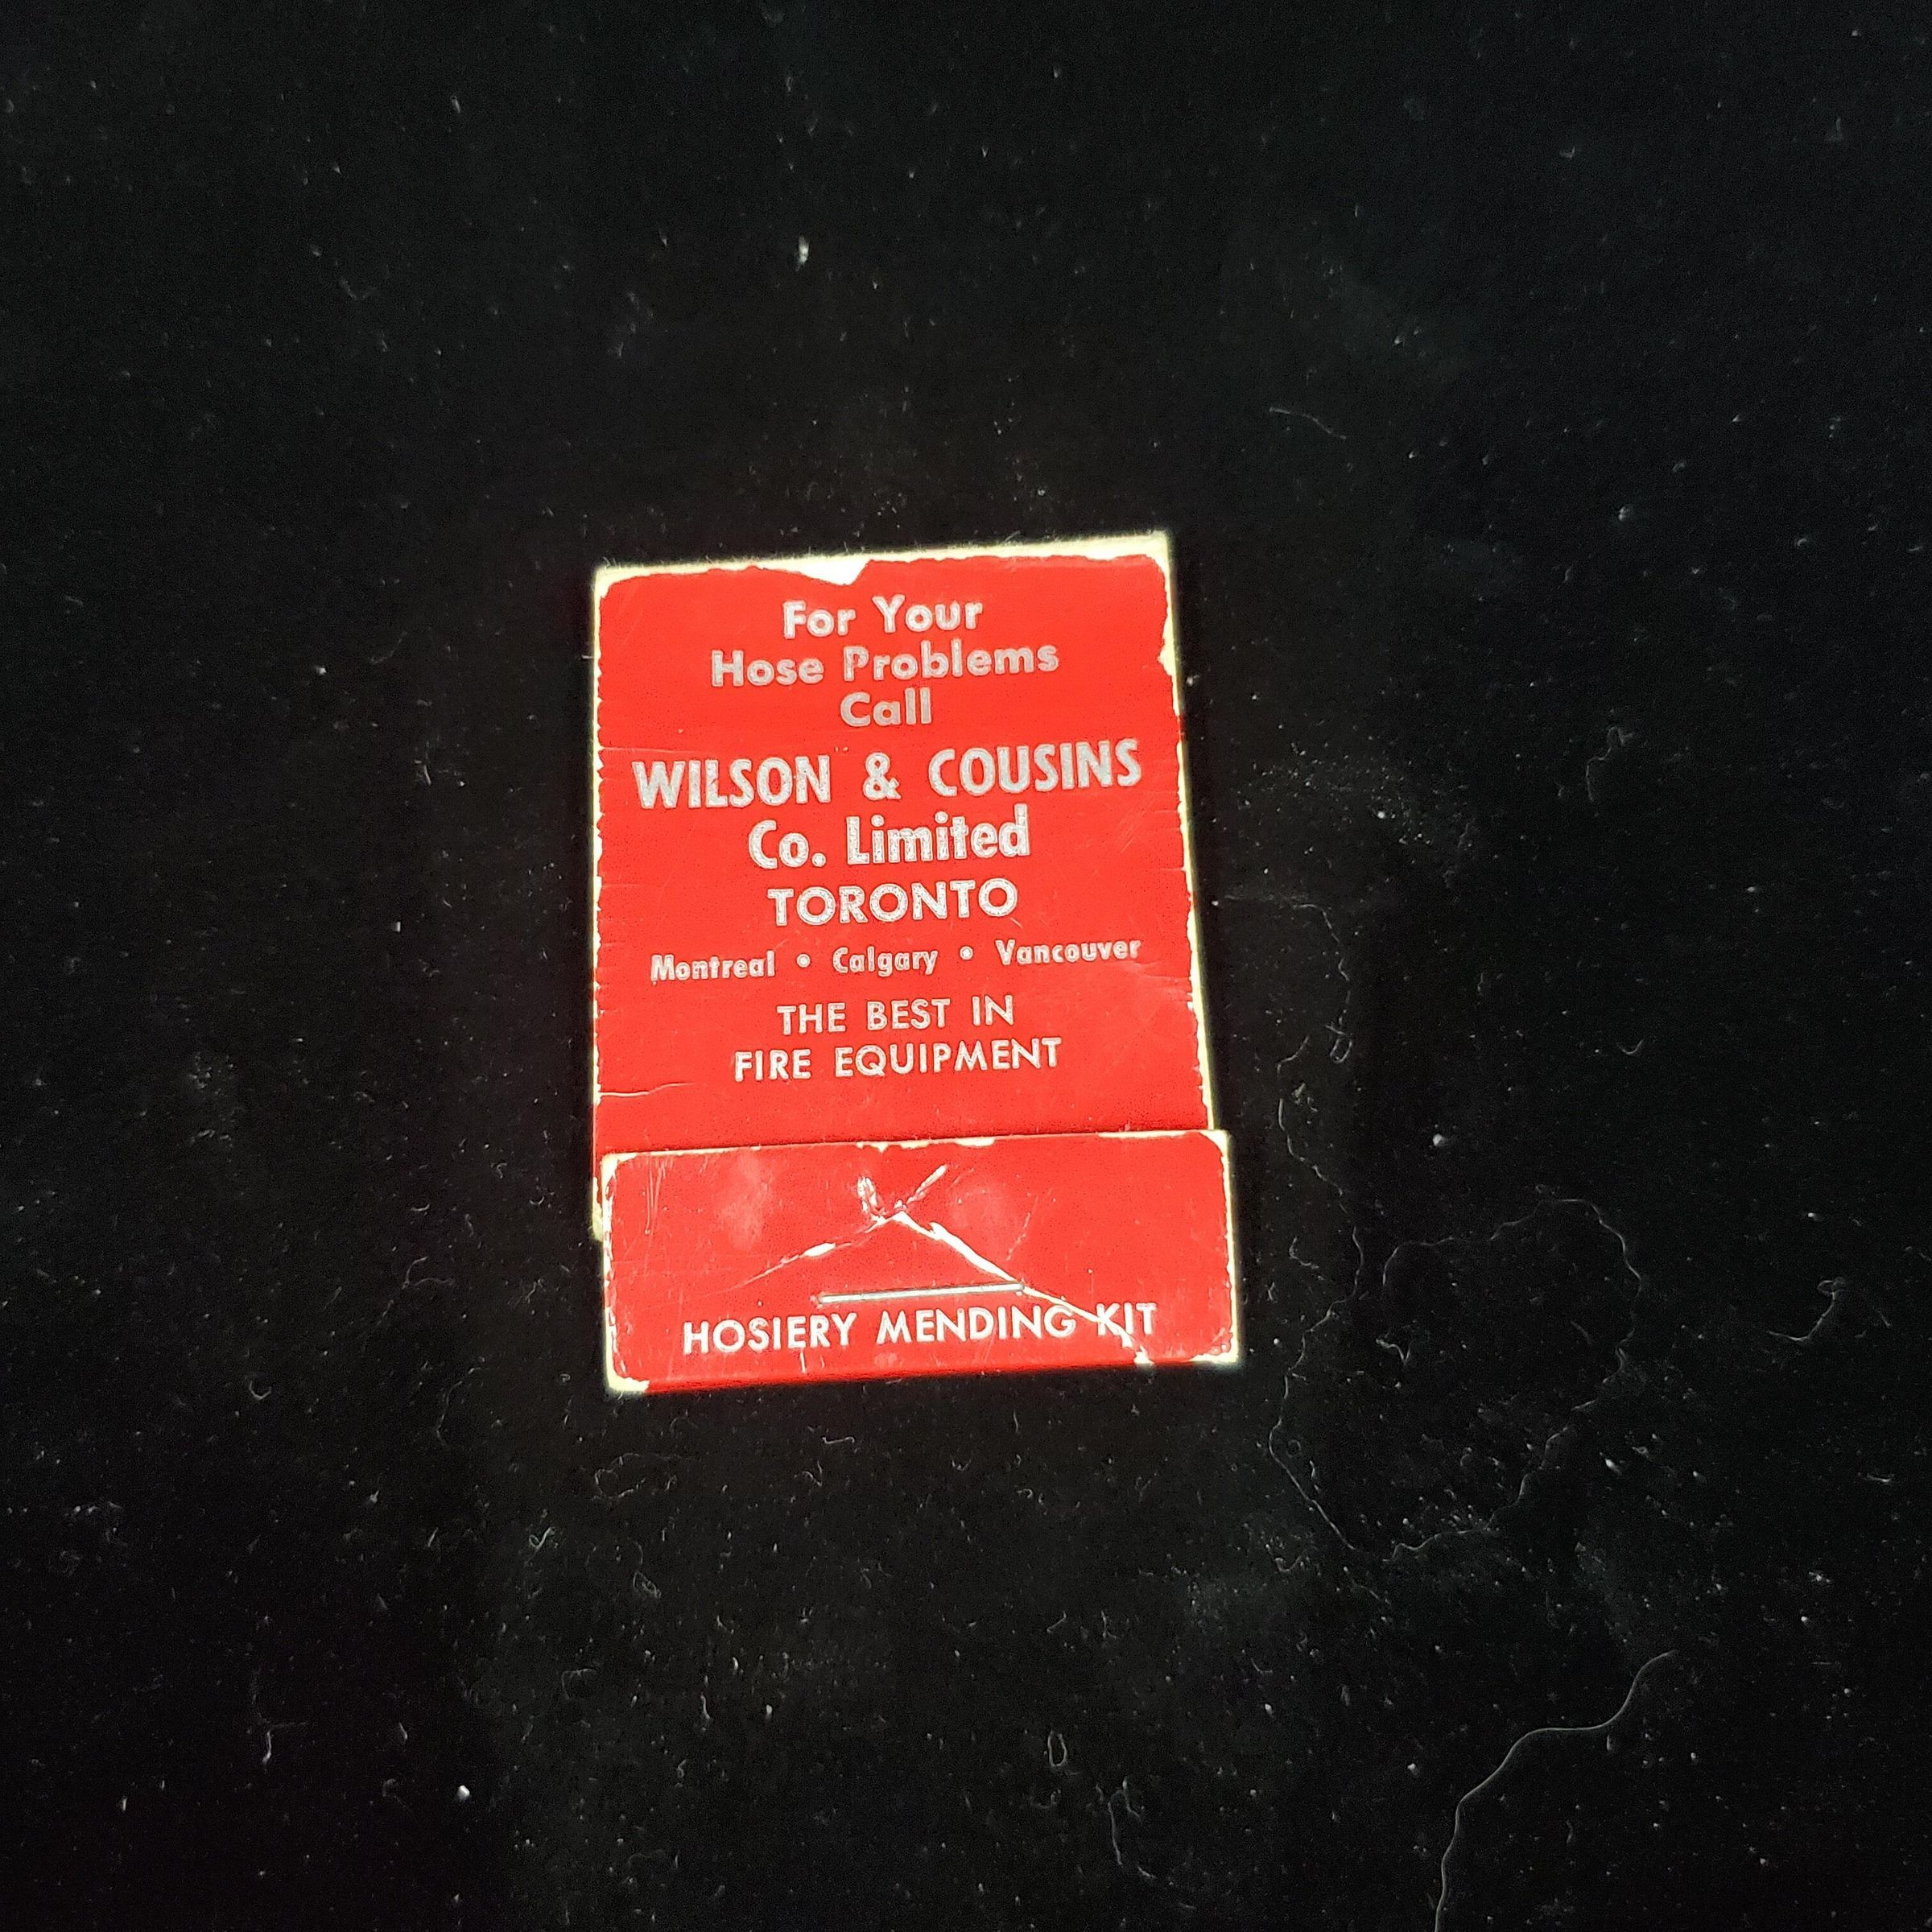 For Your
Hose Problems
Call
WILSON & COUSINS
Co. Limited
TORONTO
Montreal • Calgary • Vancouver
THE BEST IN
FIRE EQUIPMENT
HOSIERY MENDING KIT